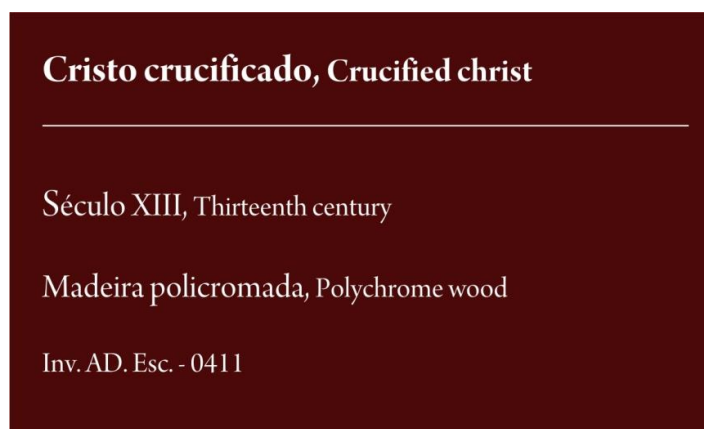 Cristo crucificado, Crucified christ
Século XIII, Thirteenth century
Madeira policromada, Polychrome wood
Inv. AD. Esc. - 0411